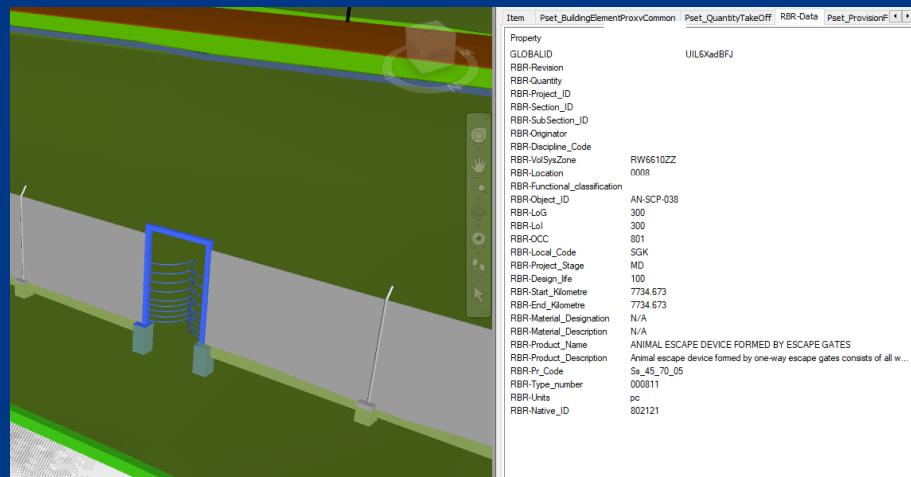 Item Pset_BuildingElementProxyCommon Pset_QuantityTakeOff RBR-Data Pset_ProvisionF
Property
GLOBALID UIL6XadBFJ
RBR-Revision
RBR-Quantity
RBR-Project_ID
RBR-Section_ID
RBR-SubSection_ID
RBR-Originator
RBR-Discipline_Code
RBR-VolSysZone RW6610ZZ
RBR-Location 0008
RBR-Functional_classification
RBR-Object_ID AN-SCP-038
RBR-LoG 300
RBR-LoI 300
RBR-OCC 801
RBR-Local_Code SGK
RBR-Project_Stage MD
RBR-Design_life 100
RBR-Start_Kilometre 7734.673
RBR-End_Kilometre 7734.673
RBR-Material_Designation N/A
RBR-Material_Description N/A
RBR-Product_Name ANIMAL ESCAPE DEVICE FORMED BY ESCAPE GATES
RBR-Product_Description Animal escape device formed by one-way escape gates consists of all w...
RBR-Pr_Code Ss_45_70_05
RBR-Type_number 000811
RBR-Units pc
RBR-Native_ID 802121